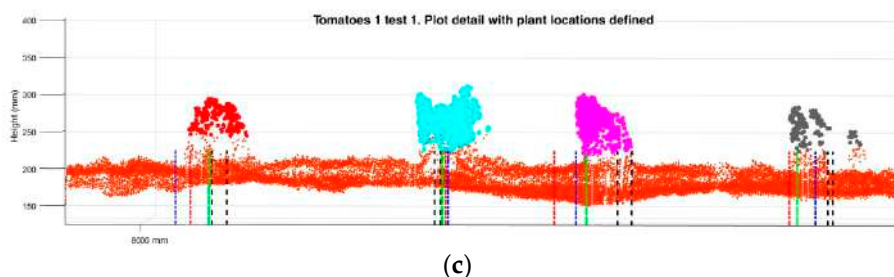 Tomatoes 1 test 1. Plot detail with plant locations defined
400
350
300
250
200
150
Height (mm)
8000 mm
(c)